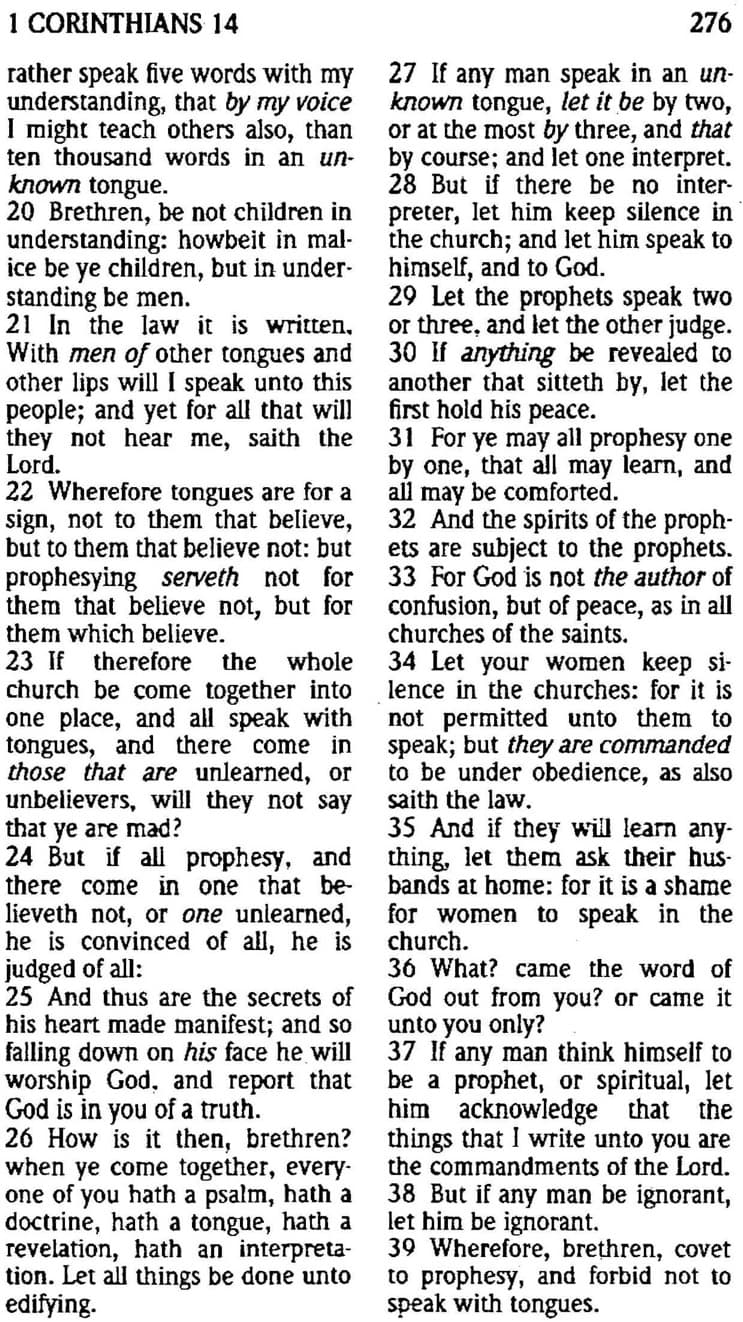 1 CORINTHIANS 14
276
rather speak five words with my
understanding, that by my voice
I might teach others also, than
ten thousand words in an un-
known tongue.
20 Brethren, be not children in
understanding: howbeit in mal-
ice be ye children, but in under-
standing be men.
21 In the law it is written,
With men of other tongues and
other lips will I speak unto this
people; and yet for all that will
they not hear me, saith the
Lord.
22 Wherefore tongues are for a
sign, not to them that believe,
but to them that believe not: but
prophesying serveth not for
them that believe not, but for
them which believe.
23 If therefore the whole
church be come together into
one place, and all speak with
tongues, and there come in
those that are unlearned, or
unbelievers, will they not say
that ye are mad?
24 But if all prophesy, and
there come in one that be-
lieveth not, or one unlearned,
he is convinced of all, he is
judged of all:
25 And thus are the secrets of
his heart made manifest; and so
falling down on his face he will
worship God, and report that
God is in you of a truth.
26 How is it then, brethren?
when ye come together, every-
one of you hath a psalm, hath a
doctrine, hath a tongue, hath a
revelation, hath an interpreta-
tion. Let all things be done unto
edifying.
27 If any man speak in an un-
known tongue, let it be by two,
or at the most by three, and that
by course; and let one interpret.
28 But if there be no inter-
preter, let him keep silence in
the church; and let him speak to
himself, and to God.
29 Let the prophets speak two
or three, and let the other judge.
30 If anything be revealed to
another that sitteth by, let the
first hold his peace.
31 For ye may all prophesy one
by one, that all may learn, and
all may be comforted.
32 And the spirits of the proph-
ets are subject to the prophets.
33 For God is not the author of
confusion, but of peace, as in all
churches of the saints.
34 Let your women keep si-
lence in the churches: for it is
not permitted unto them to
speak; but they are commanded
to be under obedience, as also
saith the law.
35 And if they will learn any-
thing, let them ask their hus-
bands at home: for it is a shame
for women to speak in the
church.
36 What? came the word of
God out from you? or came it
unto you only?
37 If any man think himself to
be a prophet, or spiritual, let
him acknowledge that the
things that I write unto you are
the commandments of the Lord.
38 But if any man be ignorant,
let him be ignorant.
39 Wherefore, brethren, covet
to prophesy, and forbid not to
speak with tongues.